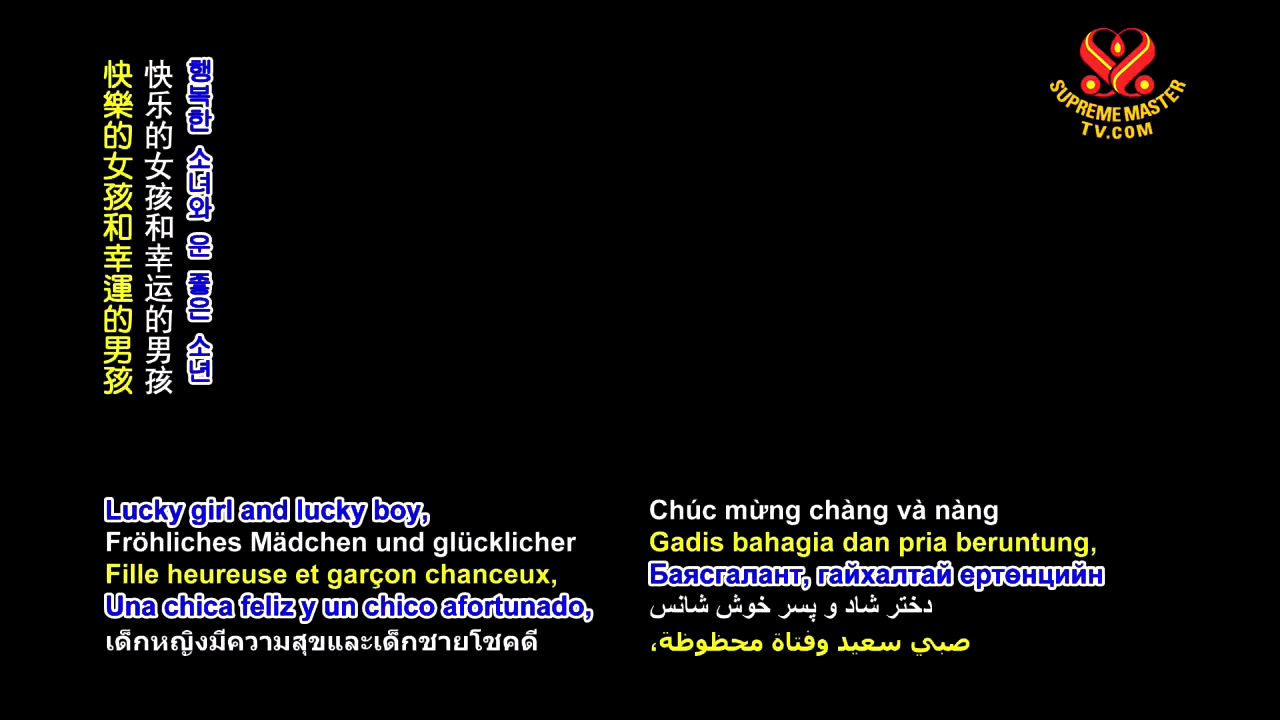 快樂的女孩和幸運的男孩
快乐的女孩和幸运的男孩
행복한 소녀와 운 좋은 소년
SUPREME MASTER
TV.COM
Lucky girl and lucky boy,
Fröhliches Mädchen und glücklicher
Fille heureuse et garçon chanceux,
Una chica feliz y un chico afortunado,
เด็กหญิงมีความสุขและเด็กชายโชคดี
Chúc mừng chàng và nàng
Gadis bahagia dan pria beruntung,
Баясгалант, гайхалтай ертөнцийн
دختر شاد و پسر خوش شانس
صبي سعيد وفتاة محظوظة،